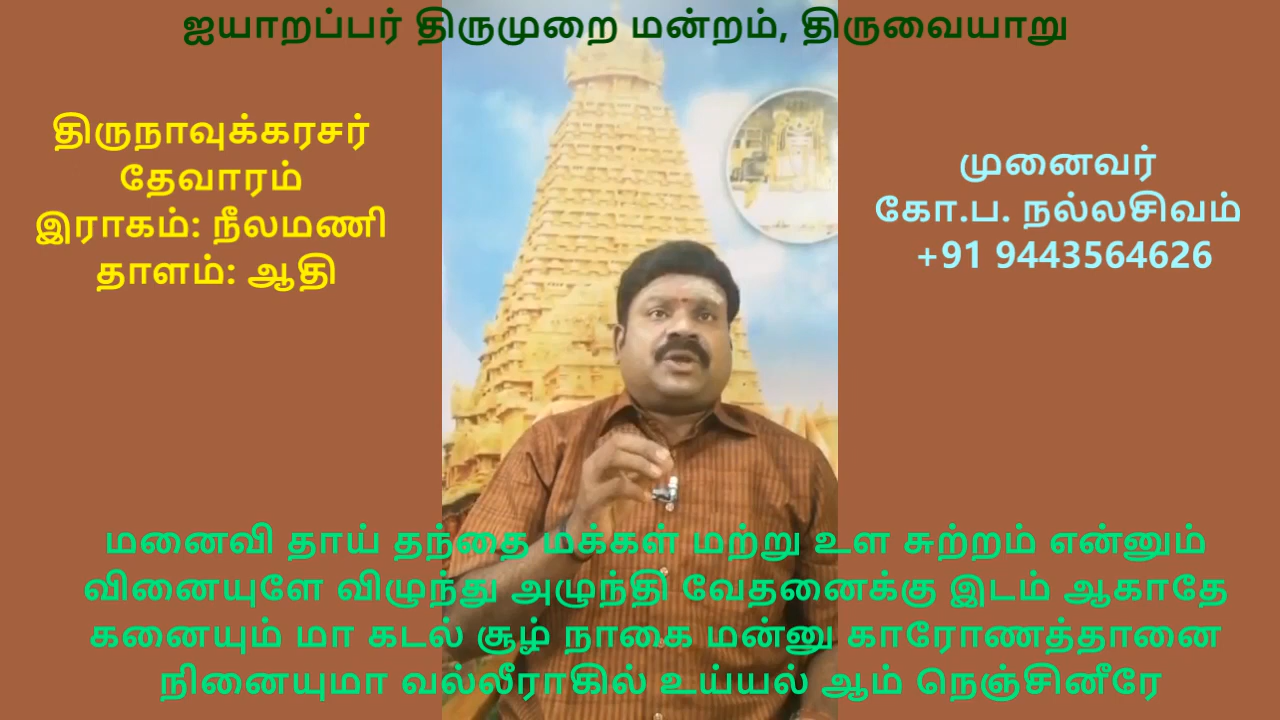 ஐயாறப்பர் திருமுறை மன்றம், திருவையாறு
திருநாவுக்கரசர்
தேவாரம்
இராகம்: நீலமணி
தாளம்: ஆதி
முனைவர்
கோ.ப. நல்லசிவம்
+91 9443564626
மனைவி தாய் தந்தை மக்கள் மற்று உள சுற்றம் என்னும்
வினையுளே விழுந்து அழுந்தி வேதனைக்கு இடம் ஆகாதே
கனையும் மா கடல் சூழ் நாகை மன்னு காரோணத்தானை
நினையுமா வல்லீராகில் உய்யல் ஆம் நெஞ்சினீரே